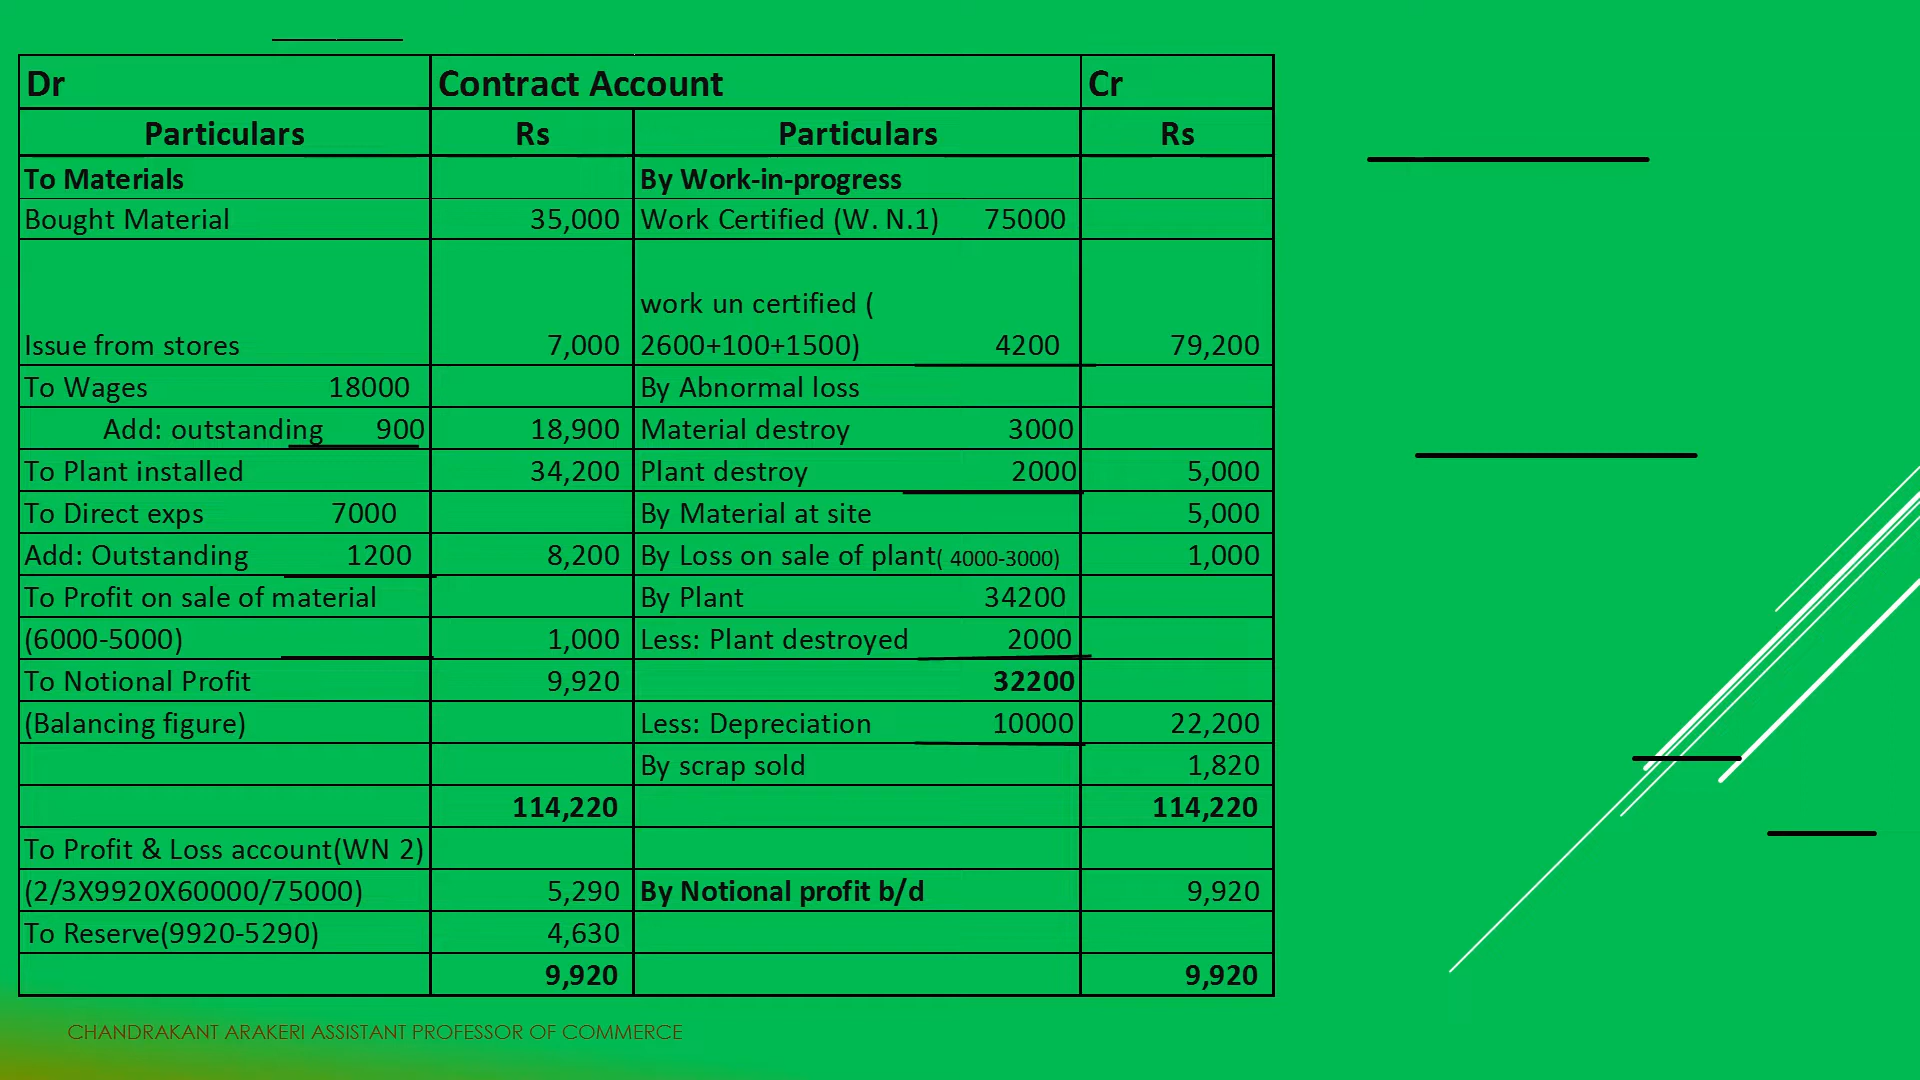 Dr Contract Account Cr
Particulars Rs Particulars Rs
To Materials By Work-in-progress
Bought Material 35,000 Work Certified (W. N.1) 75000
work un certified (
Issue from stores 7,000 2600+100+1500) 4200 79,200
To Wages 18000 By Abnormal loss
Add: outstanding 900 18,900 Material destroy 3000
To Plant installed 34,200 Plant destroy 2000 5,000
To Direct exps 7000 By Material at site 5,000
Add: Outstanding 1200 8,200 By Loss on sale of plant( 4000-3000) 1,000
To Profit on sale of material By Plant 34200
(6000-5000) 1,000 Less: Plant destroyed 2000
To Notional Profit 9,920 32200
(Balancing figure) Less: Depreciation 10000 22,200
By scrap sold 1,820
114,220 114,220
To Profit & Loss account(WN 2)
(2/3X9920X60000/75000) 5,290 By Notional profit b/d 9,920
To Reserve(9920-5290) 4,630
9,920 9,920
CHANDRAKANT ARAKERI ASSISTANT PROFESSOR OF COMMERCE